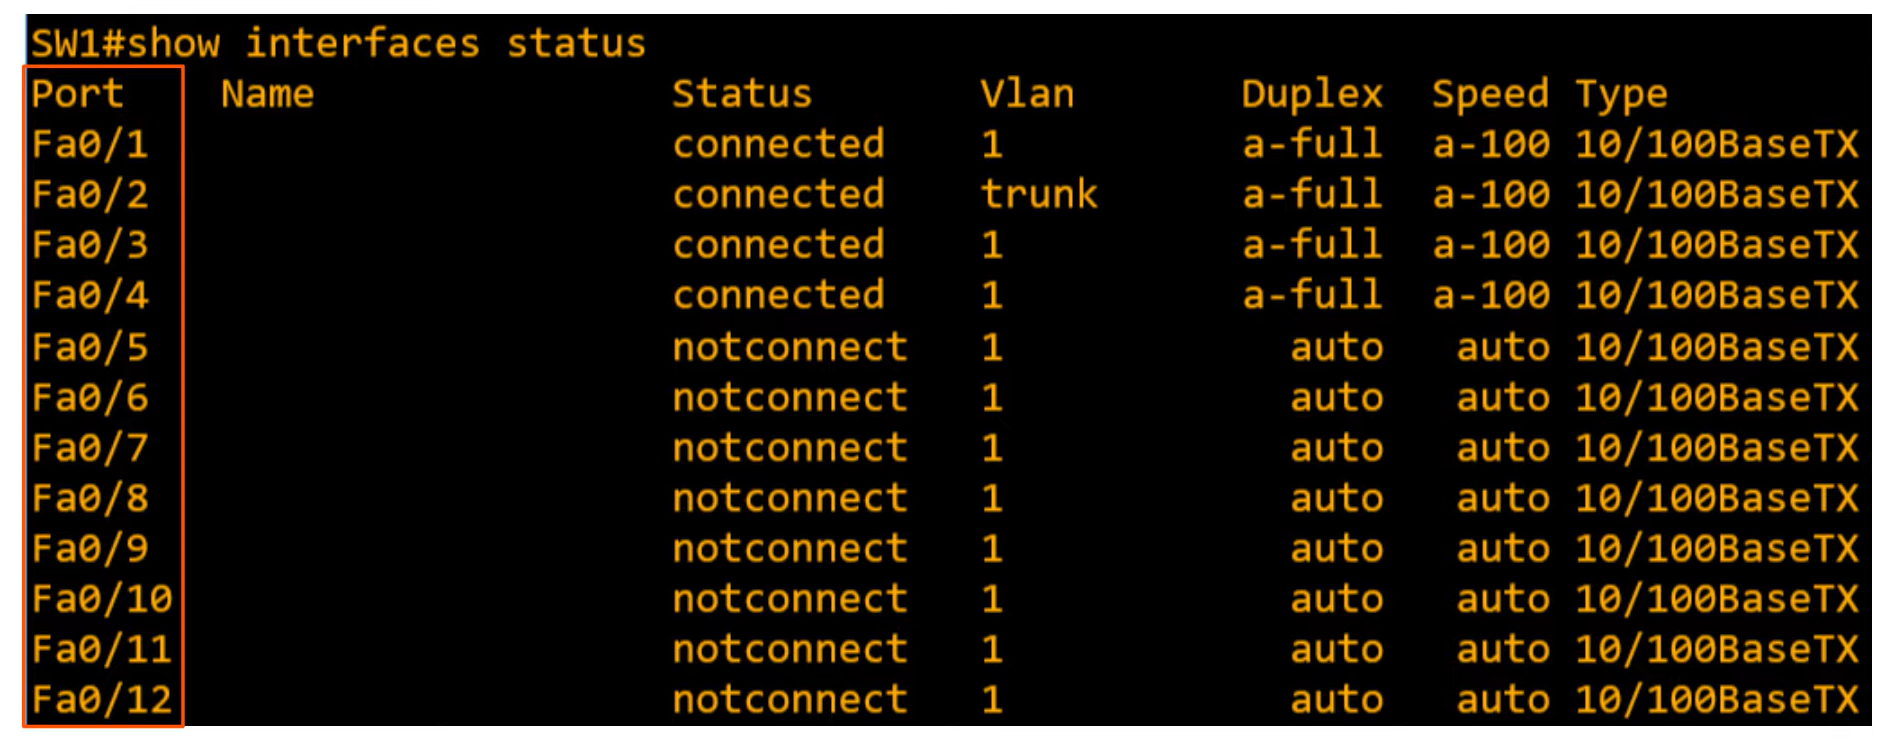 SW1#show interfaces status
Port Name Status Vlan Duplex Speed Type
Fa0/1 connected 1 a-full a-100 10/100BaseTX
Fa0/2 connected trunk a-full a-100 10/100BaseTX
Fa0/3 connected 1 a-full a-100 10/100BaseTX
Fa0/4 connected 1 a-full a-100 10/100BaseTX
Fa0/5 notconnect 1 auto auto 10/100BaseTX
Fa0/6 notconnect 1 auto auto 10/100BaseTX
Fa0/7 notconnect 1 auto auto 10/100BaseTX
Fa0/8 notconnect 1 auto auto 10/100BaseTX
Fa0/9 notconnect 1 auto auto 10/100BaseTX
Fa0/10 notconnect 1 auto auto 10/100BaseTX
Fa0/11 notconnect 1 auto auto 10/100BaseTX
Fa0/12 notconnect 1 auto auto 10/100BaseTX